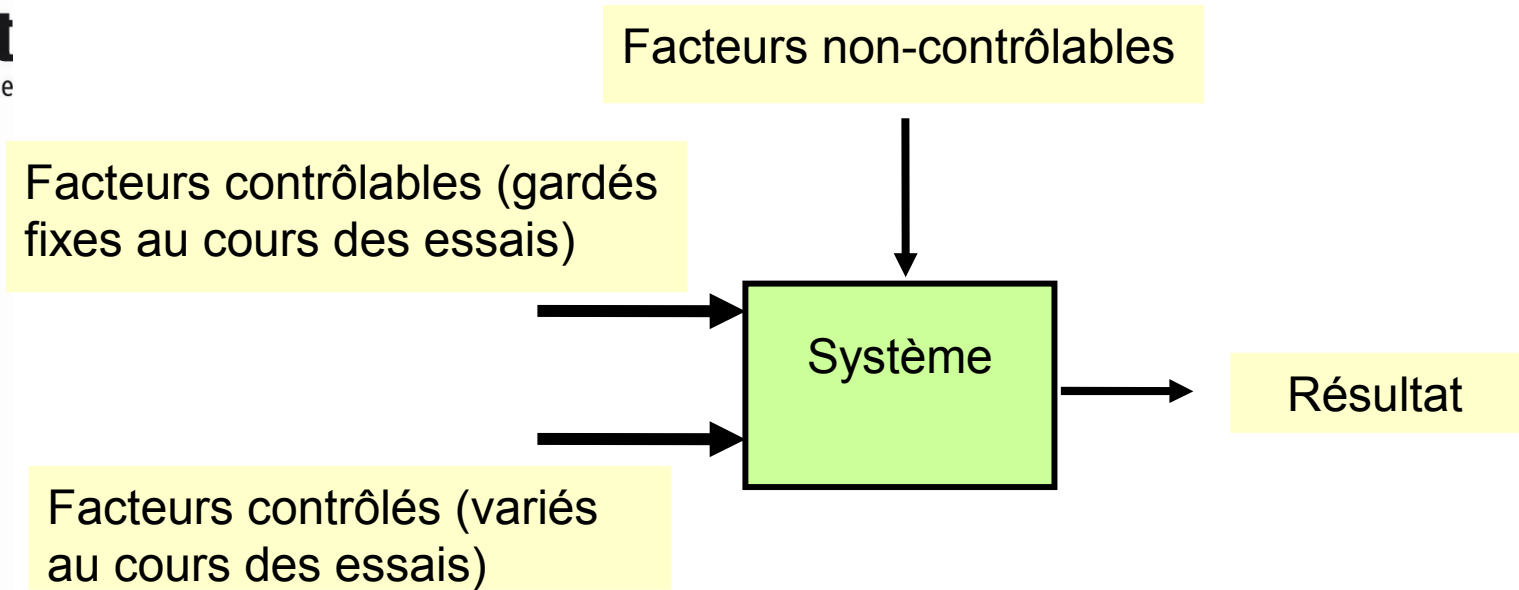 t
e
Facteurs non-contrôlables
Facteurs contrôlables (gardés
fixes au cours des essais)
Système
Résultat
Facteurs contrôlés (variés
au cours des essais)